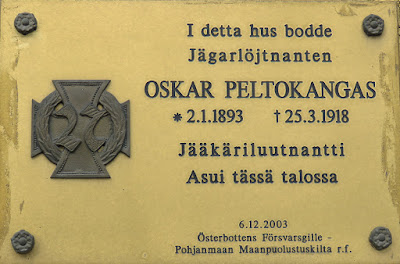 I detta hus bodde
Jägarlöjtnanten
OSKAR PELTOKANGAS
* 2.1.1893 † 25.3.1918
Jääkäriluutnantti
Asui tässä talossa
6.12.2003
Österbottens Försvarsgille -
Pohjanmaan Maanpuolustuskilta r.f.
27